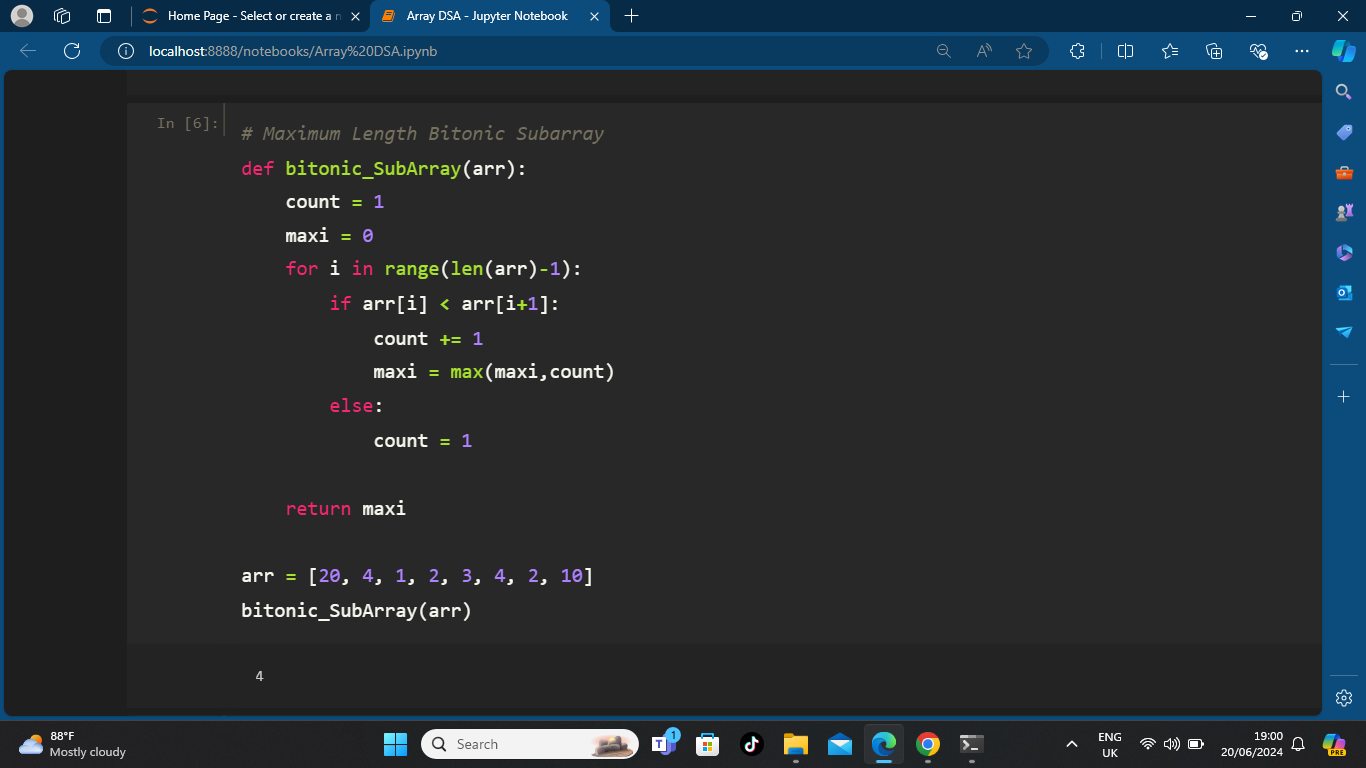 Home Page - Select or create a n
Array DSA - Jupyter Notebook
localhost:8888/notebooks/Array%20DSA.ipynb
In [6]:
# Maximum Length Bitonic Subarray
def bitonic_SubArray(arr):
    count = 1
    maxi = 0
    for i in range(len(arr)-1):
        if arr[i] < arr[i+1]:
            count += 1
            maxi = max(maxi,count)
        else:
            count = 1
    return maxi
arr = [20, 4, 1, 2, 3, 4, 2, 10]
bitonic_SubArray(arr)
4
88°F
Mostly cloudy
Search
1
ENG
UK
19:00
20/06/2024
PRE